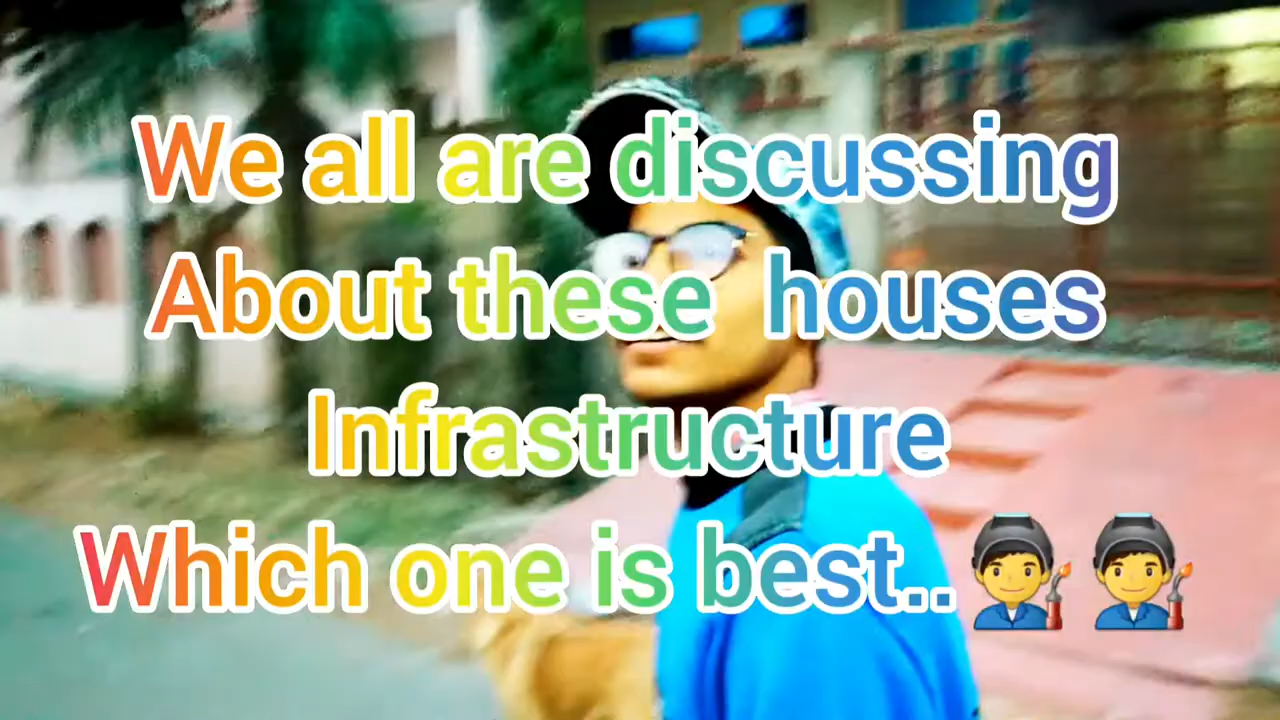 We all are discussing
About these houses
Infrastructure
Which one is best..👨‍🏭👨‍🏭